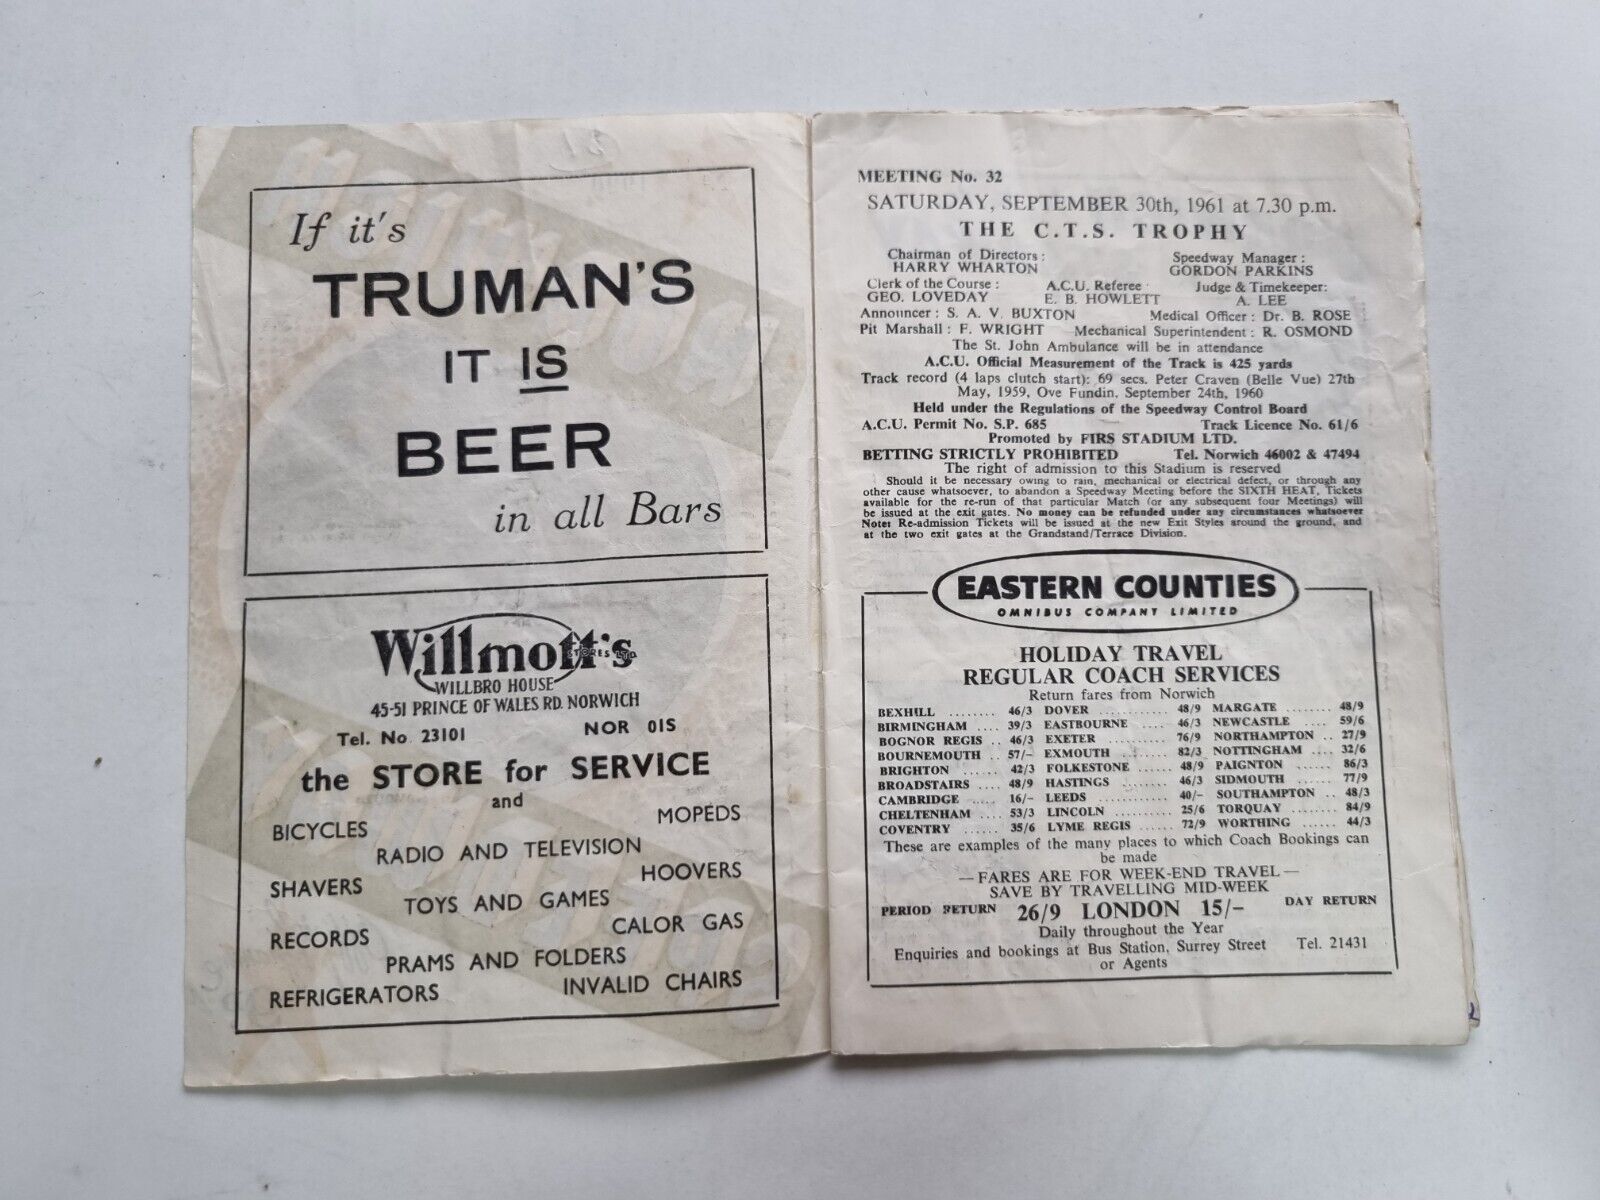 If it's
TRUMAN'S
IT IS
BEER
in all Bars
Willmott's
STORES LTD.
WILLBRO HOUSE
45-51 PRINCE OF WALES RD. NORWICH
Tel. No 23101 NOR 01S
the STORE for SERVICE
and
BICYCLES MOPEDS
RADIO AND TELEVISION
SHAVERS HOOVERS
TOYS AND GAMES
RECORDS CALOR GAS
PRAMS AND FOLDERS
REFRIGERATORS INVALID CHAIRS
MEETING No. 32
SATURDAY, SEPTEMBER 30th, 1961 at 7.30 p.m.
THE C.T.S. TROPHY
Chairman of Directors: Speedway Manager:
HARRY WHARTON GORDON PARKINS
Clerk of the Course: A.C.U. Referee Judge & Timekeeper:
GEO. LOVEDAY E. B. HOWLETT A. LEE
Announcer: S. A. V. BUXTON Medical Officer: Dr. B. ROSE
Pit Marshall: F. WRIGHT Mechanical Superintendent: R. OSMOND
The St. John Ambulance will be in attendance
A.C.U. Official Measurement of the Track is 425 yards
Track record (4 laps clutch start): 69 secs. Peter Craven (Belle Vue) 27th
May, 1959, Ove Fundin, September 24th, 1960
Held under the Regulations of the Speedway Control Board
A.C.U. Permit No. S.P. 685 Track Licence No. 61/6
Promoted by FIRS STADIUM LTD.
BETTING STRICTLY PROHIBITED Tel. Norwich 46002 & 47494
The right of admission to this Stadium is reserved
Should it be necessary owing to rain, mechanical or electrical defect, or through any
other cause whatsoever, to abandon a Speedway Meeting before the SIXTH HEAT, Tickets
available for the re-run of that particular Match (or any subsequent four Meetings) will
be issued at the exit gates. No money can be refunded under any circumstances whatsoever
Note: Re-admission Tickets will be issued at the new Exit Styles around the ground, and
at the two exit gates at the Grandstand/Terrace Division.
EASTERN COUNTIES
OMNIBUS COMPANY LIMITED
HOLIDAY TRAVEL
REGULAR COACH SERVICES
Return fares from Norwich
BEXHILL ........ 46/3 DOVER ............ 48/9 MARGATE ........ 48/9
BIRMINGHAM .... 39/3 EASTBOURNE ..... 46/3 NEWCASTLE .... 59/6
BOGNOR REGIS .. 46/3 EXETER .......... 76/9 NORTHAMPTON .. 27/9
BOURNEMOUTH .. 57/- EXMOUTH ........ 82/3 NOTTINGHAM .... 32/6
BRIGHTON ...... 42/3 FOLKESTONE ...... 48/9 PAIGNTON ...... 86/3
BROADSTAIRS .... 48/9 HASTINGS ........ 46/3 SIDMOUTH ...... 77/9
CAMBRIDGE .... 16/- LEEDS ............ 40/- SOUTHAMPTON .. 48/3
CHELTENHAM .... 53/3 LINCOLN .......... 25/6 TORQUAY ........ 84/9
COVENTRY ...... 35/6 LYME REGIS ...... 72/9 WORTHING ...... 44/3
These are examples of the many places to which Coach Bookings can
be made
— FARES ARE FOR WEEK-END TRAVEL —
SAVE BY TRAVELLING MID-WEEK
PERIOD RETURN 26/9 LONDON 15/- DAY RETURN
Daily throughout the Year
Enquiries and bookings at Bus Station, Surrey Street Tel. 21431
or Agents